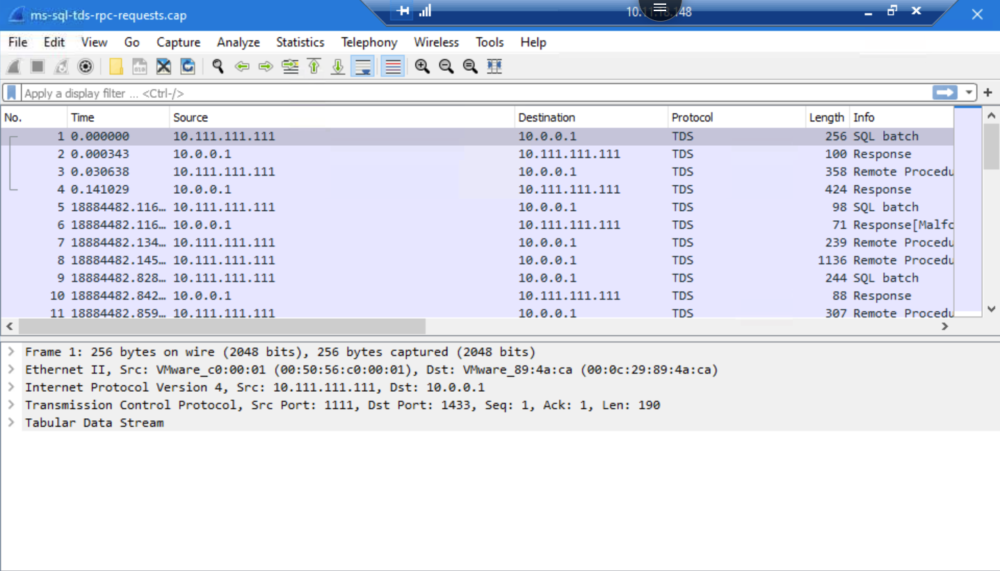 ms-sql-tds-rpc-requests.cap
File Edit View Go Capture Analyze Statistics Telephony Wireless Tools Help
Apply a display filter ... <Ctrl-/>
No. Time Source Destination Protocol Length Info
1 0.000000 10.111.111.111 10.0.0.1 TDS 256 SQL batch
2 0.000343 10.0.0.1 10.111.111.111 TDS 100 Response
3 0.030638 10.111.111.111 10.0.0.1 TDS 358 Remote Procedu
4 0.141029 10.0.0.1 10.111.111.111 TDS 424 Response
5 18884482.116… 10.111.111.111 10.0.0.1 TDS 98 SQL batch
6 18884482.116… 10.0.0.1 10.111.111.111 TDS 71 Response[Malfc
7 18884482.134… 10.111.111.111 10.0.0.1 TDS 239 Remote Procedu
8 18884482.145… 10.111.111.111 10.0.0.1 TDS 1136 Remote Procedu
9 18884482.828… 10.111.111.111 10.0.0.1 TDS 244 SQL batch
10 18884482.842… 10.0.0.1 10.111.111.111 TDS 88 Response
11 18884482.859… 10.111.111.111 10.0.0.1 TDS 307 Remote Procedu
Frame 1: 256 bytes on wire (2048 bits), 256 bytes captured (2048 bits)
Ethernet II, Src: VMware_c0:00:01 (00:50:56:c0:00:01), Dst: VMware_89:4a:ca (00:0c:29:89:4a:ca)
Internet Protocol Version 4, Src: 10.111.111.111, Dst: 10.0.0.1
Transmission Control Protocol, Src Port: 1111, Dst Port: 1433, Seq: 1, Ack: 1, Len: 190
Tabular Data Stream